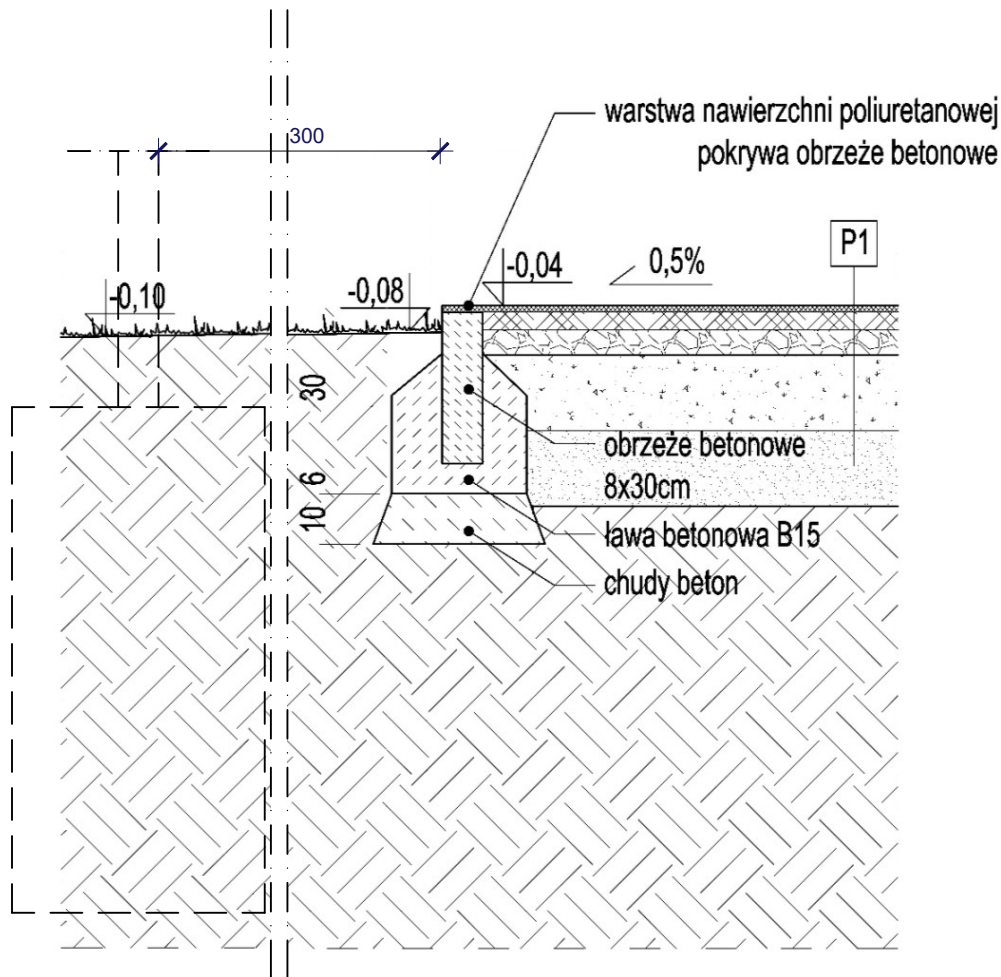 warstwa nawierzchni poliuretanowej
pokrywa obrzeże betonowe
300
P1
-0,04
0,5%
-0,10
-0,08
30
obrzeże betonowe
8x30cm
6
10
ława betonowa B15
chudy beton